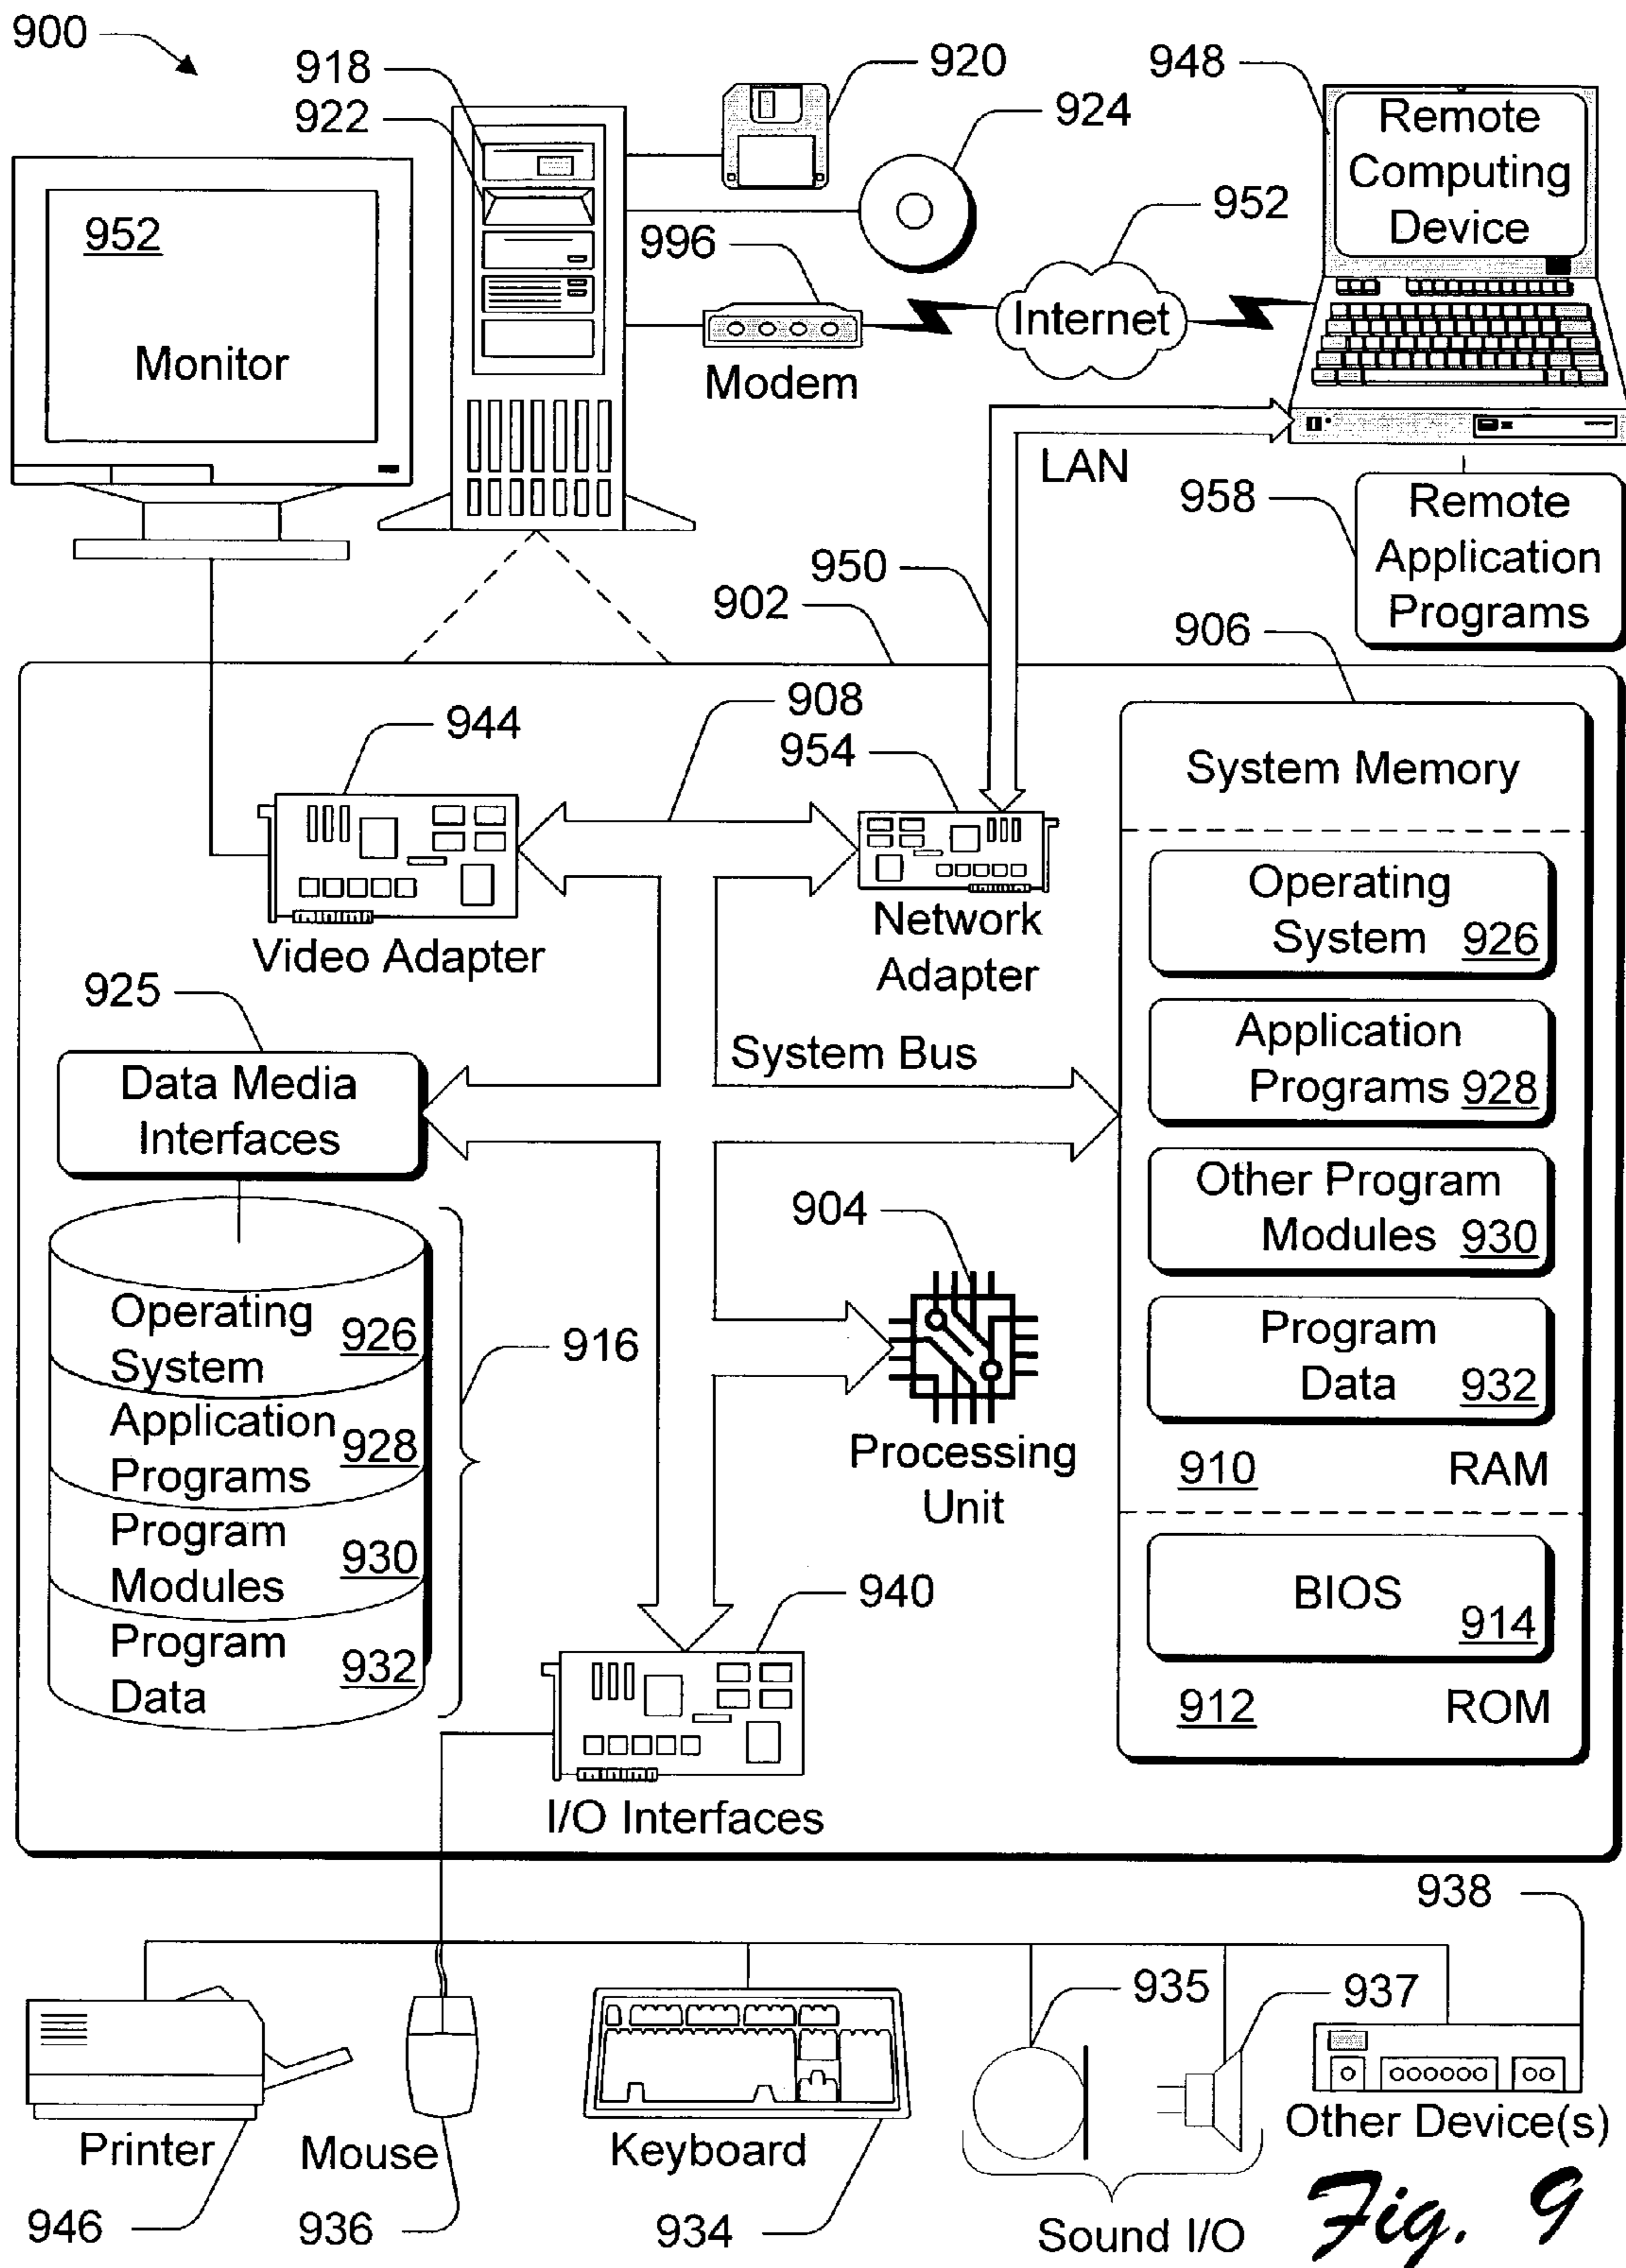 900
918
922
920
924
948
Remote
Computing
Device
952
Monitor
996
Modem
952
Internet
LAN
958
Remote
Application
Programs
950
902
906
908
944
954
Video Adapter
Network
Adapter
System Memory
Operating
System 926
Application
Programs 928
Other Program
Modules 930
Program
Data 932
910 RAM
BIOS
914
912 ROM
925
Data Media
Interfaces
System Bus
904
Processing
Unit
Operating
System 926
Application
Programs 928
Program
Modules 930
Program
Data 932
916
940
I/O Interfaces
938
935
937
Printer
Mouse
Keyboard
Other Device(s)
946
936
934
Sound I/O
Fig. 9